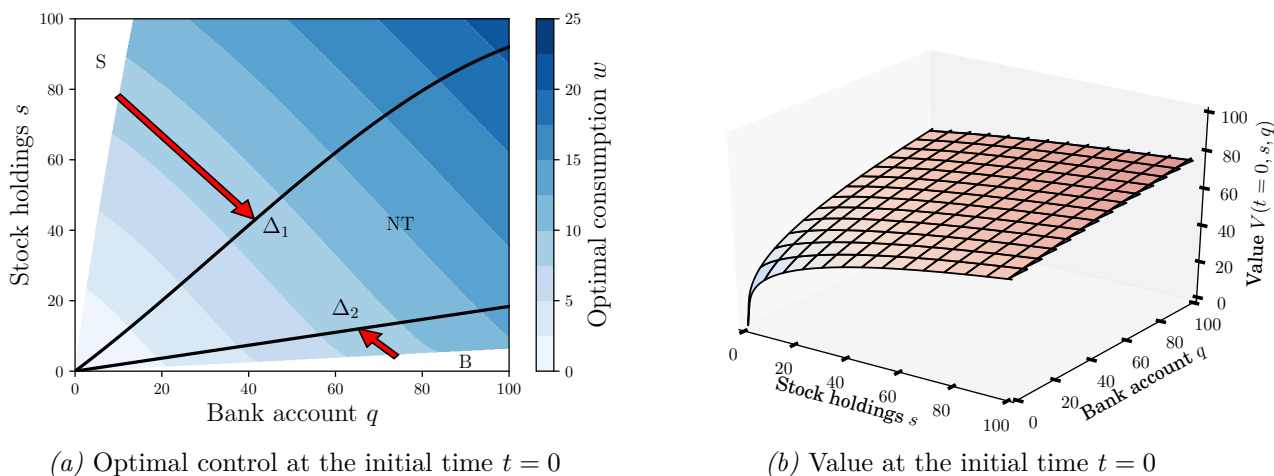 100
80
60
40
20
0
0 20 40 60 80 100
Stock holdings s
Bank account q
S
Δ₁
NT
Δ₂
B
25
20
15
10
5
0
Optimal consumption w
(a) Optimal control at the initial time t = 0
100
80
60
40
20
0
Value V(t = 0, s, q)
0 20 40 60 80 100
Stock holdings s
0 20 40 60 80 100
Bank account q
(b) Value at the initial time t = 0